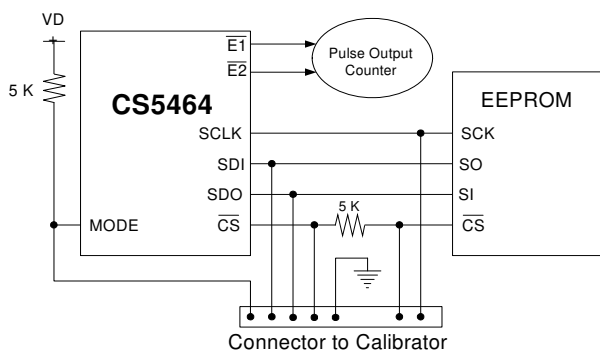 VD
+
5 K
CS5464
E1
E2
SCLK
SDI
SDO
CS
MODE
Pulse Output
Counter
EEPROM
SCK
SO
SI
CS
5 K
Connector to Calibrator